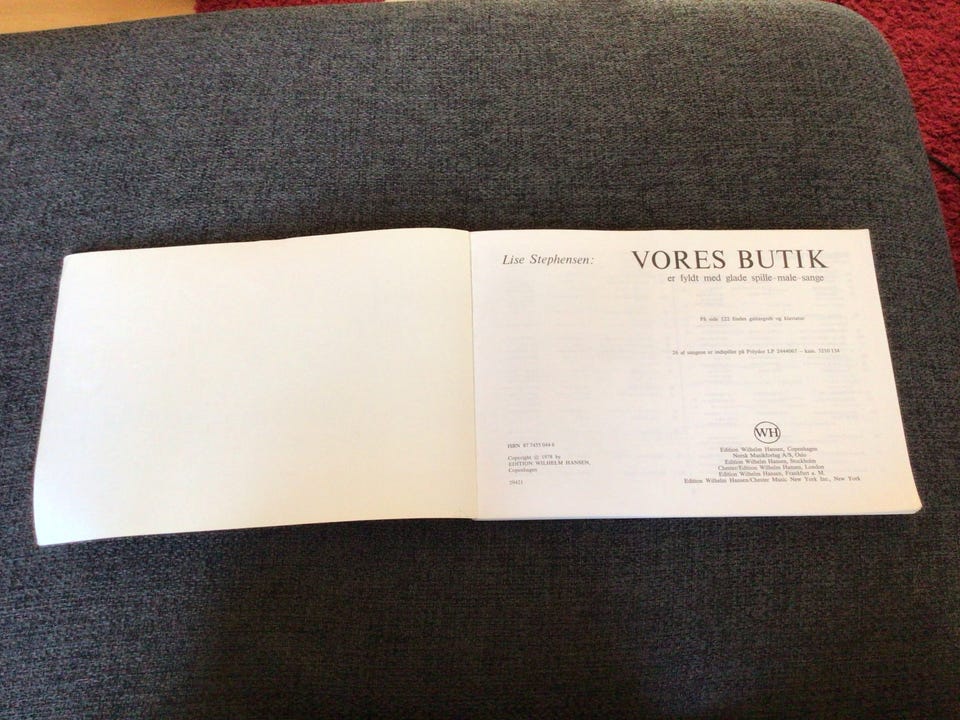 Lise Stephensen:
VORES BUTIK
er fyldt med glade spille-male-sange
På side 122 findes guitargreb og klaviatur
26 af sangene er indspillet på Polydor LP 2444067 – kass. 3210 134
ISBN 87 7455 044 6
Copyright © 1978 by
EDITION WILHELM HANSEN,
Copenhagen
29421
WH
Edition Wilhelm Hansen, Copenhagen
Norsk Musikforlag A/S, Oslo
Edition Wilhelm Hansen, Stockholm
Chester/Edition Wilhelm Hansen, London
Edition Wilhelm Hansen, Frankfurt a. M.
Edition Wilhelm Hansen/Chester Music New York Inc., New York